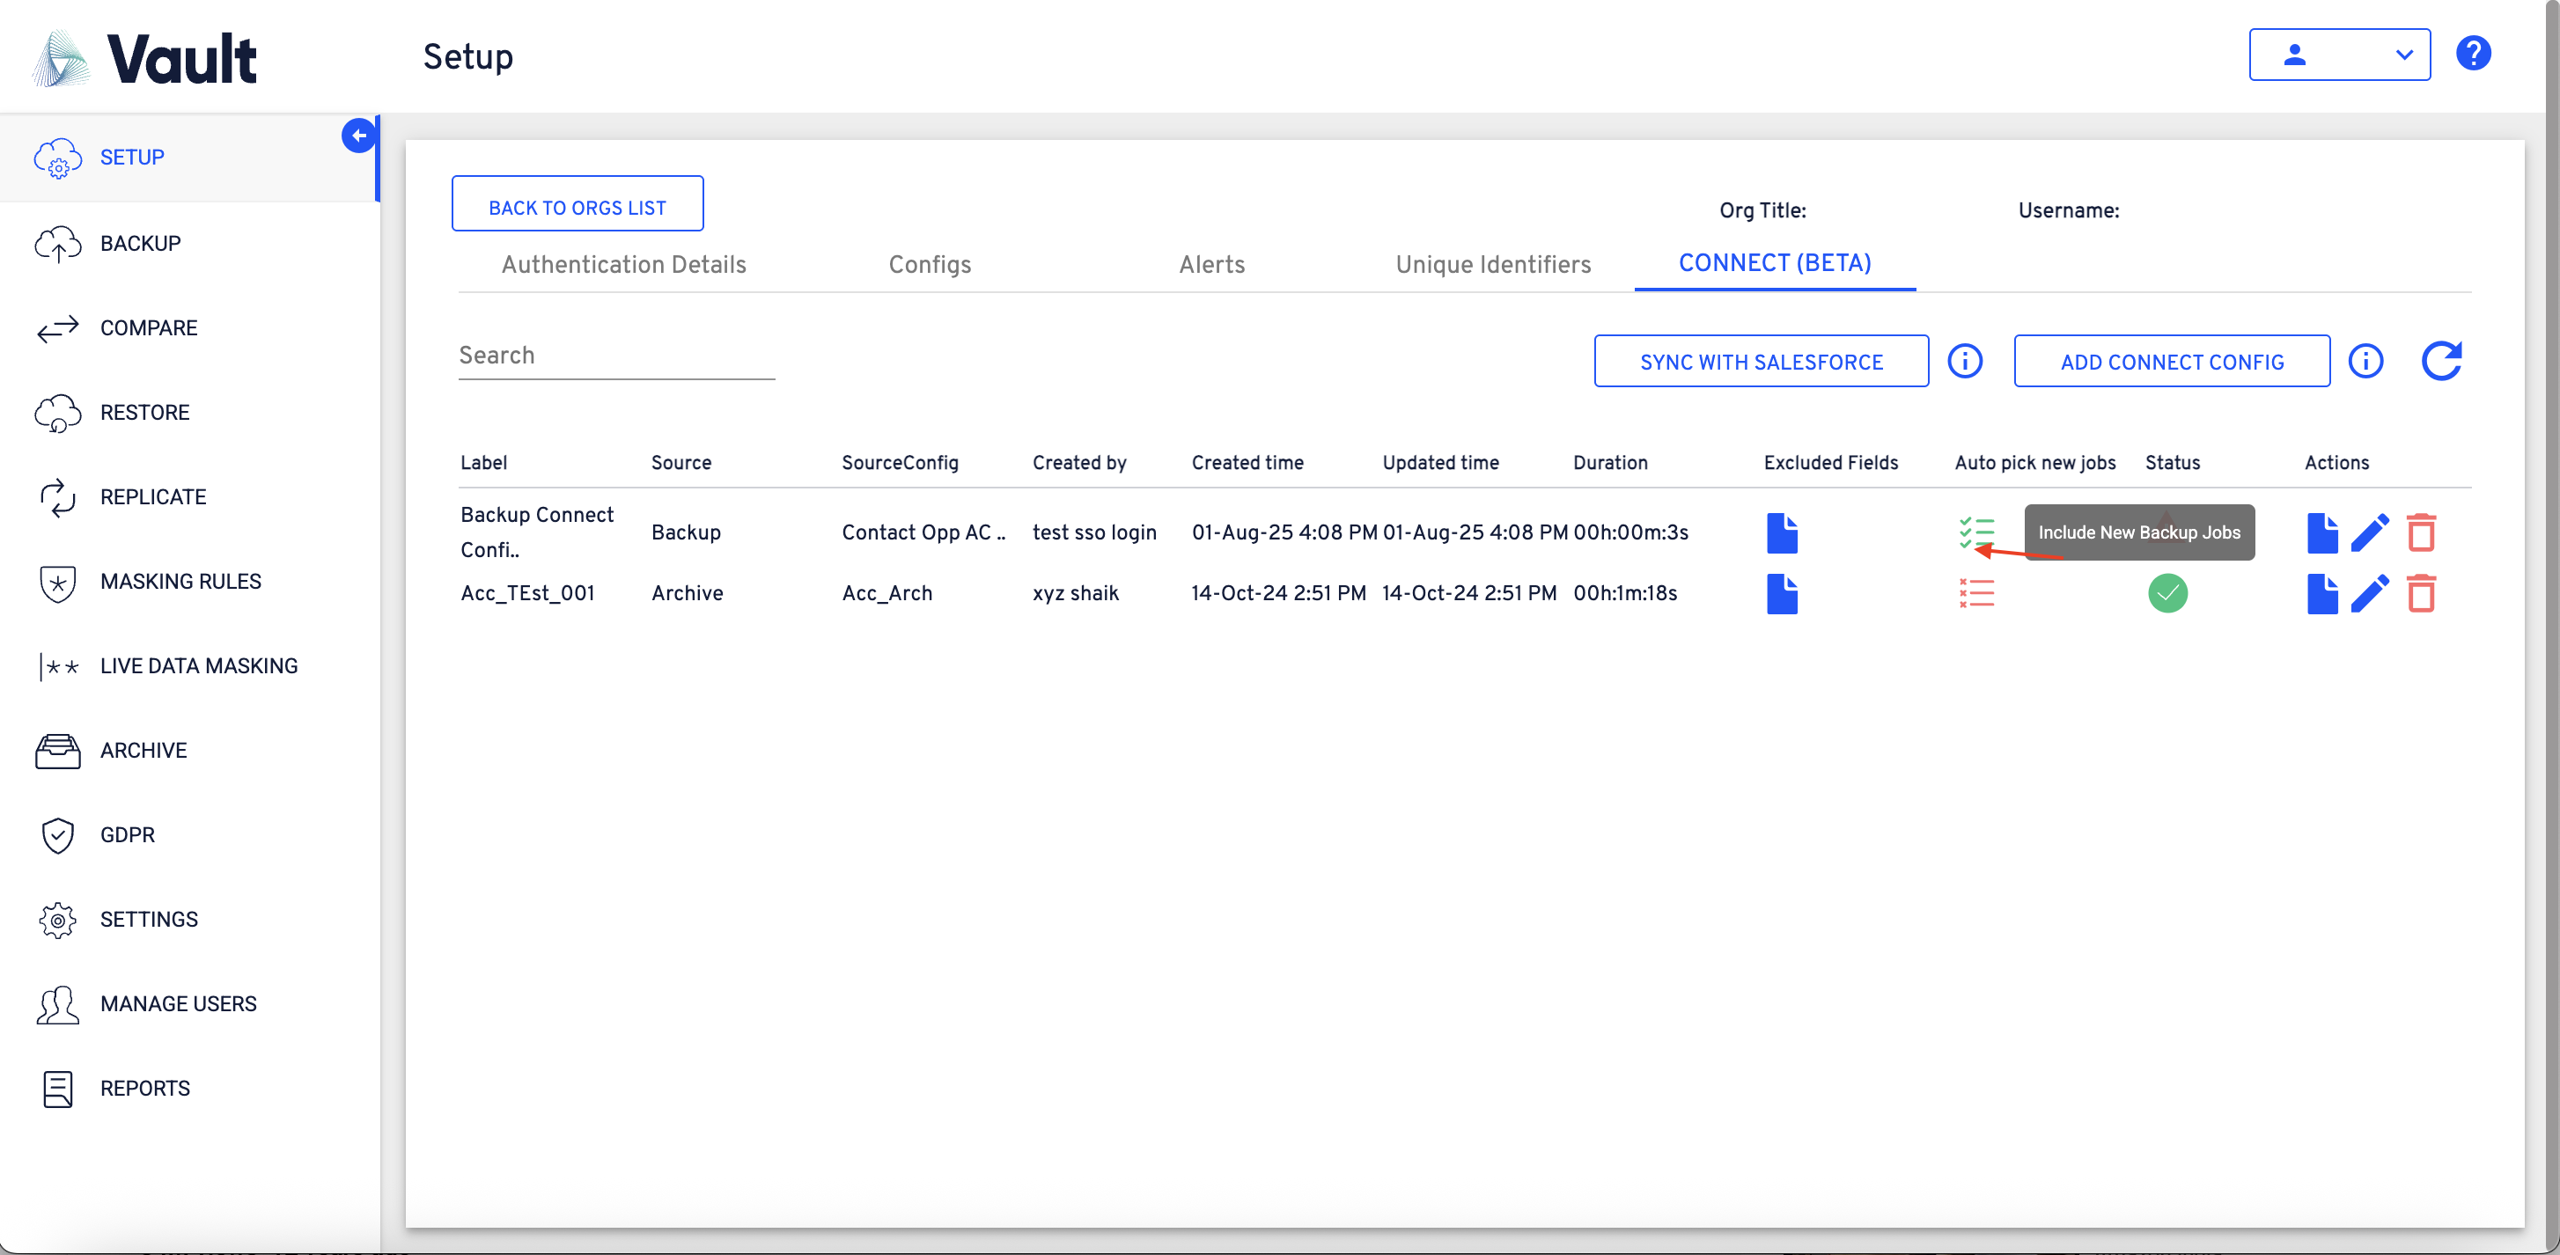 Vault
Setup
SETUP
BACKUP
COMPARE
RESTORE
REPLICATE
MASKING RULES
LIVE DATA MASKING
ARCHIVE
GDPR
SETTINGS
MANAGE USERS
REPORTS
BACK TO ORGS LIST
Org Title: Username:
Authentication Details Configs Alerts Unique Identifiers CONNECT (BETA)
Search
SYNC WITH SALESFORCE ADD CONNECT CONFIG
Label Source SourceConfig Created by Created time Updated time Duration Excluded Fields Auto pick new jobs Status Actions
Backup Connect
Confi.. Backup Contact Opp AC .. test sso login 01-Aug-25 4:08 PM 01-Aug-25 4:08 PM 00h:00m:3s Include New Backup Jobs
Acc_TEst_001 Archive Acc_Arch xyz shaik 14-Oct-24 2:51 PM 14-Oct-24 2:51 PM 00h:1m:18s